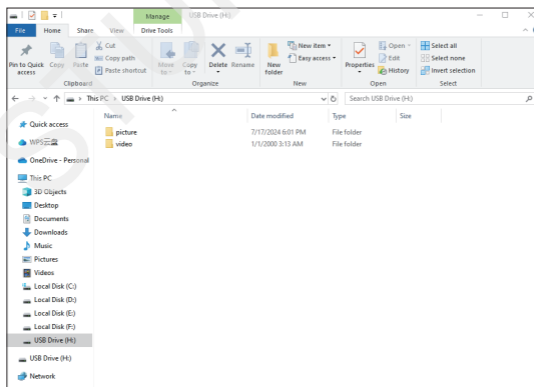 Manage USB Drive (H:)
File Home Share View Drive Tools
Pin to Quick access
Copy
Paste
Cut
Copy path
Paste shortcut
Clipboard
Move to
Copy to
Delete
Rename
Organize
New folder
New item
Easy access
New
Properties
Open
Edit
History
Open
Select all
Select none
Invert selection
Select
This PC > USB Drive (H:)
Search USB Drive (H:)
Name Date modified Type Size
picture 7/17/2024 6:01 PM File folder
video 1/1/2000 3:13 AM File folder
Quick access
WPS云盘
OneDrive - Personal
This PC
3D Objects
Desktop
Documents
Downloads
Music
Pictures
Videos
Local Disk (C:)
Local Disk (D:)
Local Disk (E:)
Local Disk (F:)
USB Drive (H:)
USB Drive (H:)
Network